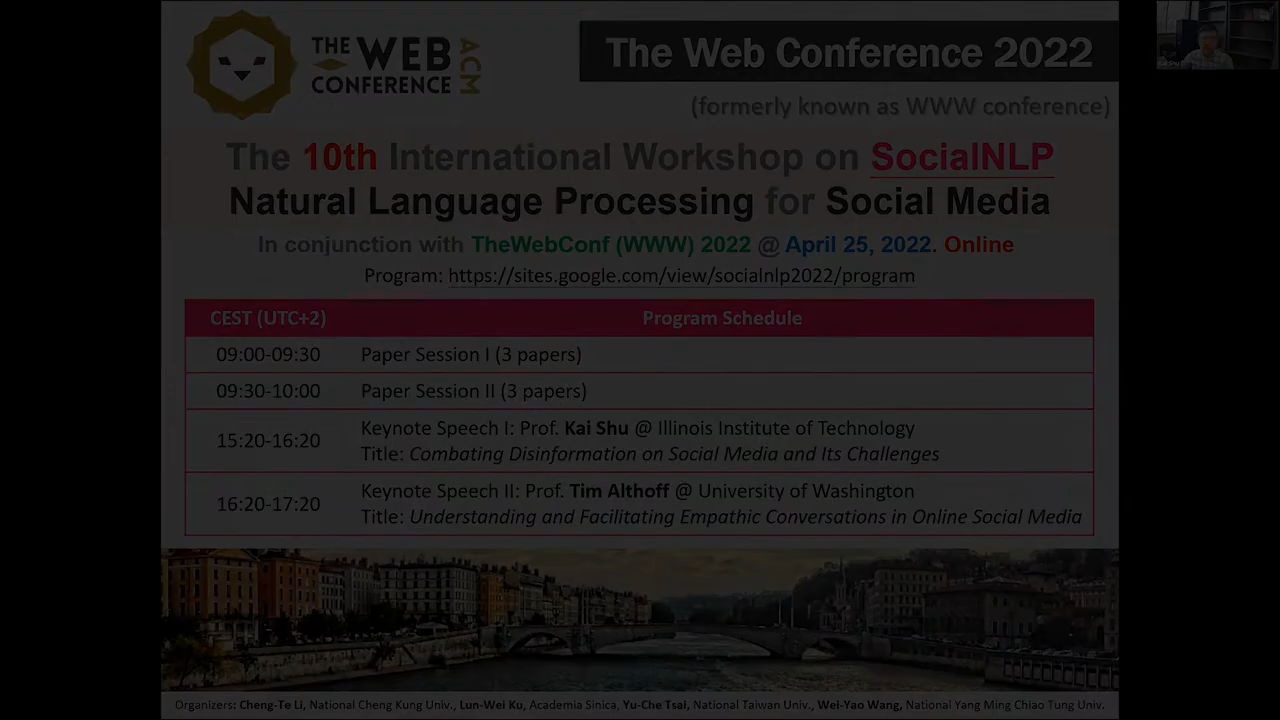 THE WEB CONFERENCE ACM
The Web Conference 2022
(formerly known as WWW conference)
The 10th International Workshop on SocialNLP
Natural Language Processing for Social Media
In conjunction with TheWebConf (WWW) 2022 @ April 25, 2022. Online
Program: https://sites.google.com/view/socialnlp2022/program
CEST (UTC+2) Program Schedule
09:00-09:30 Paper Session I (3 papers)
09:30-10:00 Paper Session II (3 papers)
15:20-16:20 Keynote Speech I: Prof. Kai Shu @ Illinois Institute of Technology
Title: Combating Disinformation on Social Media and Its Challenges
16:20-17:20 Keynote Speech II: Prof. Tim Althoff @ University of Washington
Title: Understanding and Facilitating Empathic Conversations in Online Social Media
Organizers: Cheng-Te Li, National Cheng Kung Univ., Lun-Wei Ku, Academia Sinica, Yu-Che Tsai, National Taiwan Univ., Wei-Yao Wang, National Yang Ming Chiao Tung Univ.